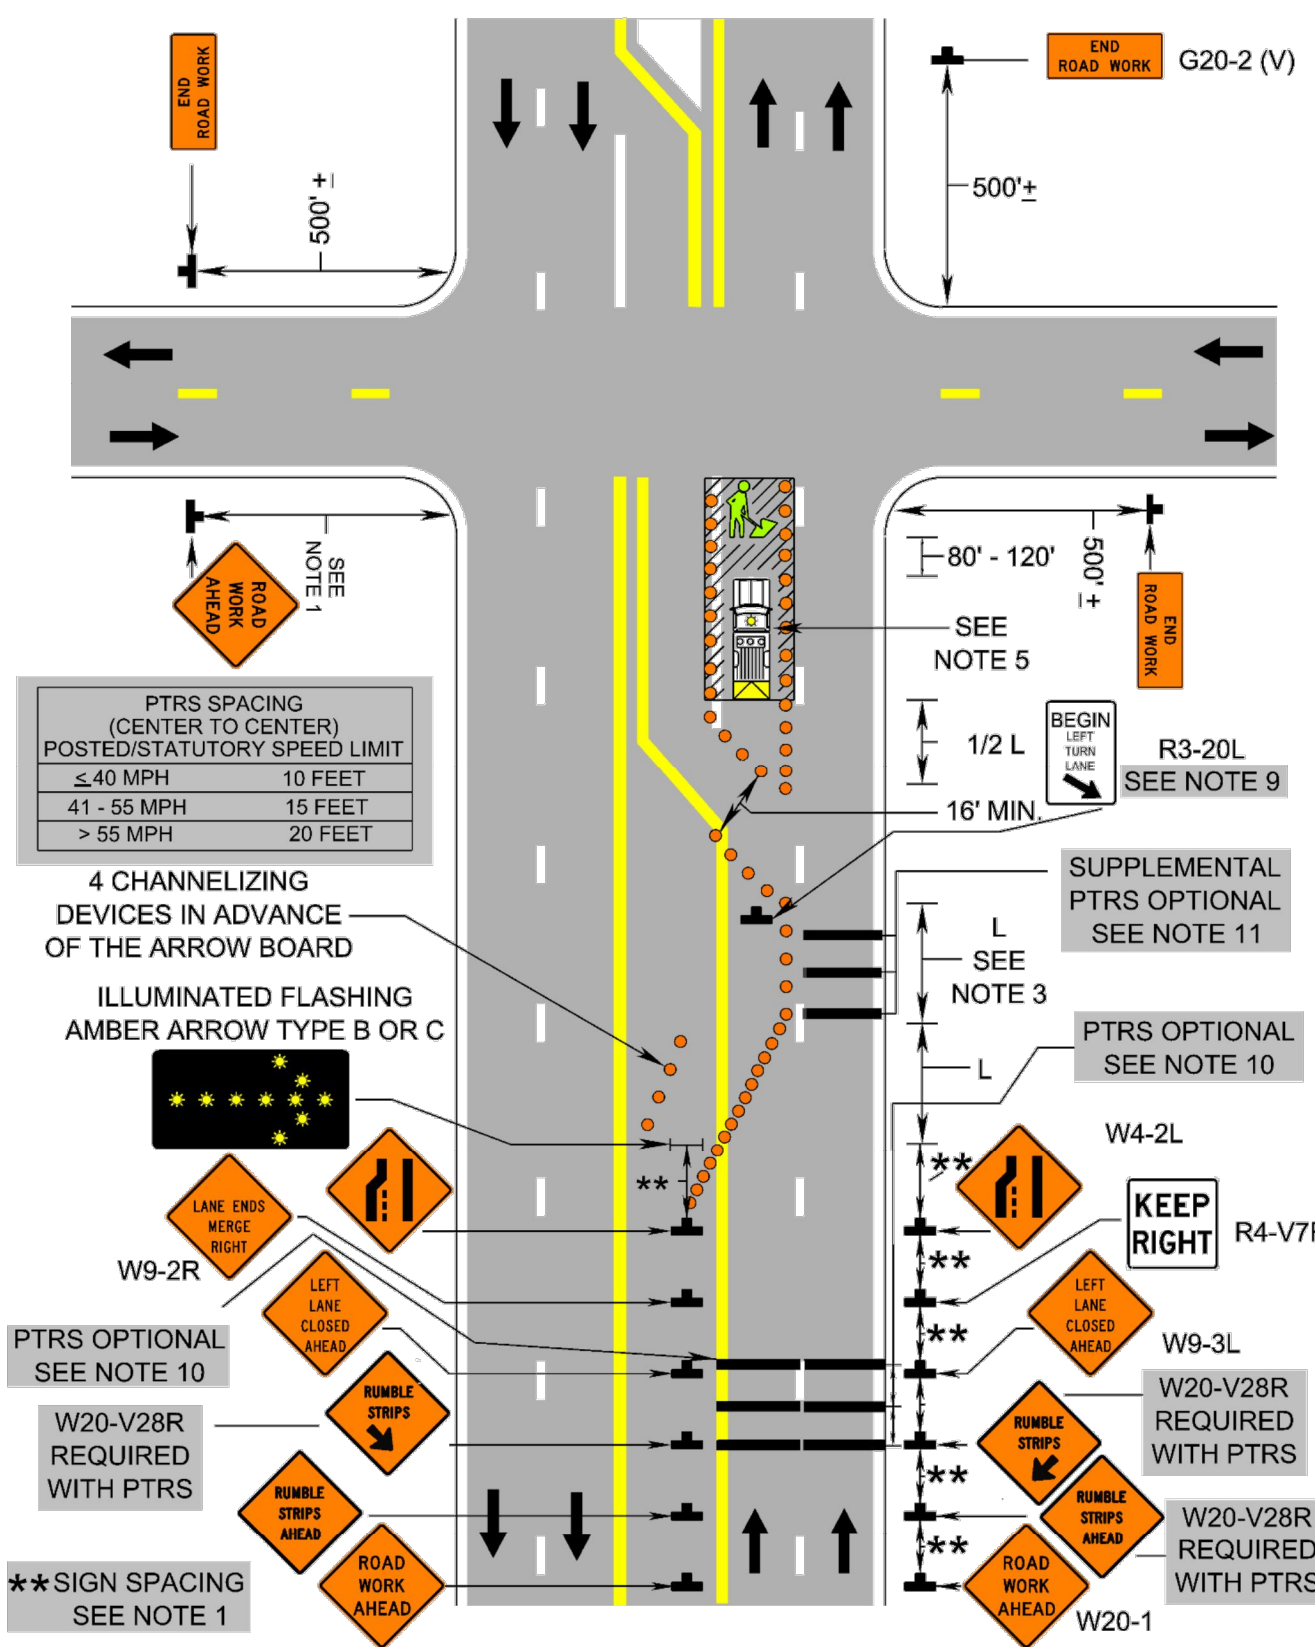 END
ROAD WORK
END
ROAD WORK
G20-2 (V)
500' ±
500'±
SEE
NOTE 1
ROAD
WORK
AHEAD
80' - 120'
500' ±
SEE
NOTE 5
END
ROAD WORK
PTRS SPACING
(CENTER TO CENTER)
POSTED/STATUTORY SPEED LIMIT
≤ 40 MPH 10 FEET
41 - 55 MPH 15 FEET
> 55 MPH 20 FEET
1/2 L
BEGIN
LEFT
TURN
LANE
R3-20L
SEE NOTE 9
16' MIN.
4 CHANNELIZING
DEVICES IN ADVANCE
OF THE ARROW BOARD
SUPPLEMENTAL
PTRS OPTIONAL
SEE NOTE 11
L
SEE
NOTE 3
ILLUMINATED FLASHING
AMBER ARROW TYPE B OR C
PTRS OPTIONAL
SEE NOTE 10
L
W4-2L
**
**
LANE ENDS
MERGE
RIGHT
W9-2R
KEEP
RIGHT
R4-V7R
**
LEFT
LANE
CLOSED
AHEAD
LEFT
LANE
CLOSED
AHEAD
**
W9-3L
PTRS OPTIONAL
SEE NOTE 10
RUMBLE
STRIPS
W20-V28R
REQUIRED
WITH PTRS
RUMBLE
STRIPS
W20-V28R
REQUIRED
WITH PTRS
**
RUMBLE
STRIPS
AHEAD
RUMBLE
STRIPS
AHEAD
W20-V28R
REQUIRED
WITH PTRS
**
ROAD
WORK
AHEAD
ROAD
WORK
AHEAD
W20-1
**SIGN SPACING
SEE NOTE 1